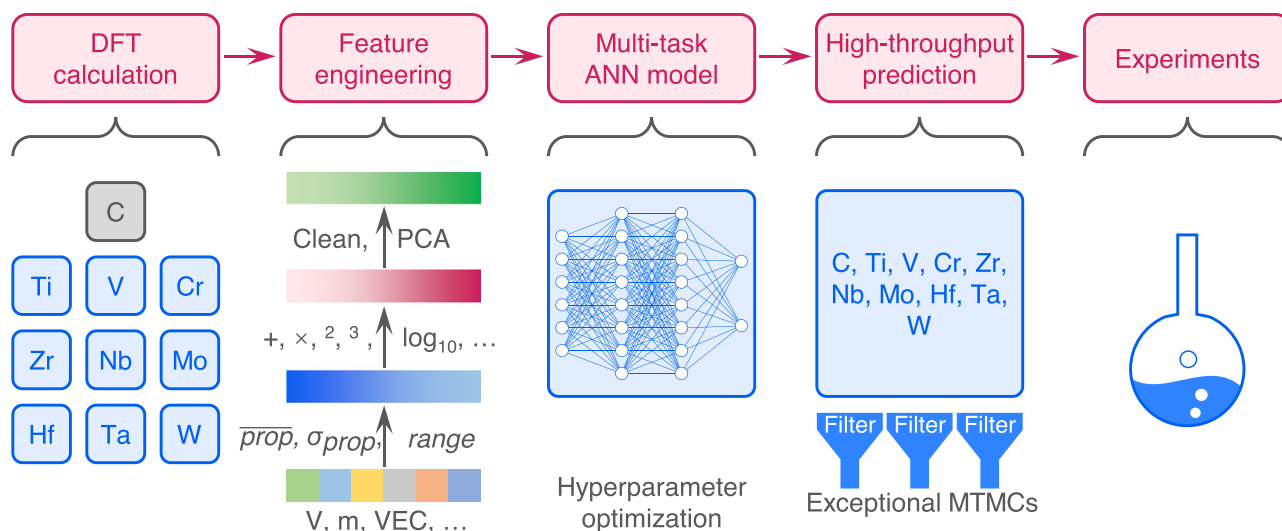 DFT
calculation
Feature
engineering
Multi-task
ANN model
High-throughput
prediction
Experiments
C
Ti V Cr
Zr Nb Mo
Hf Ta W
Clean, PCA
+, ×, ², ³, log₁₀, …
p̅r̅o̅p̅, σ_prop, range
V, m, VEC, …
Hyperparameter
optimization
C, Ti, V, Cr, Zr,
Nb, Mo, Hf, Ta,
W
Filter Filter Filter
Exceptional MTMCs